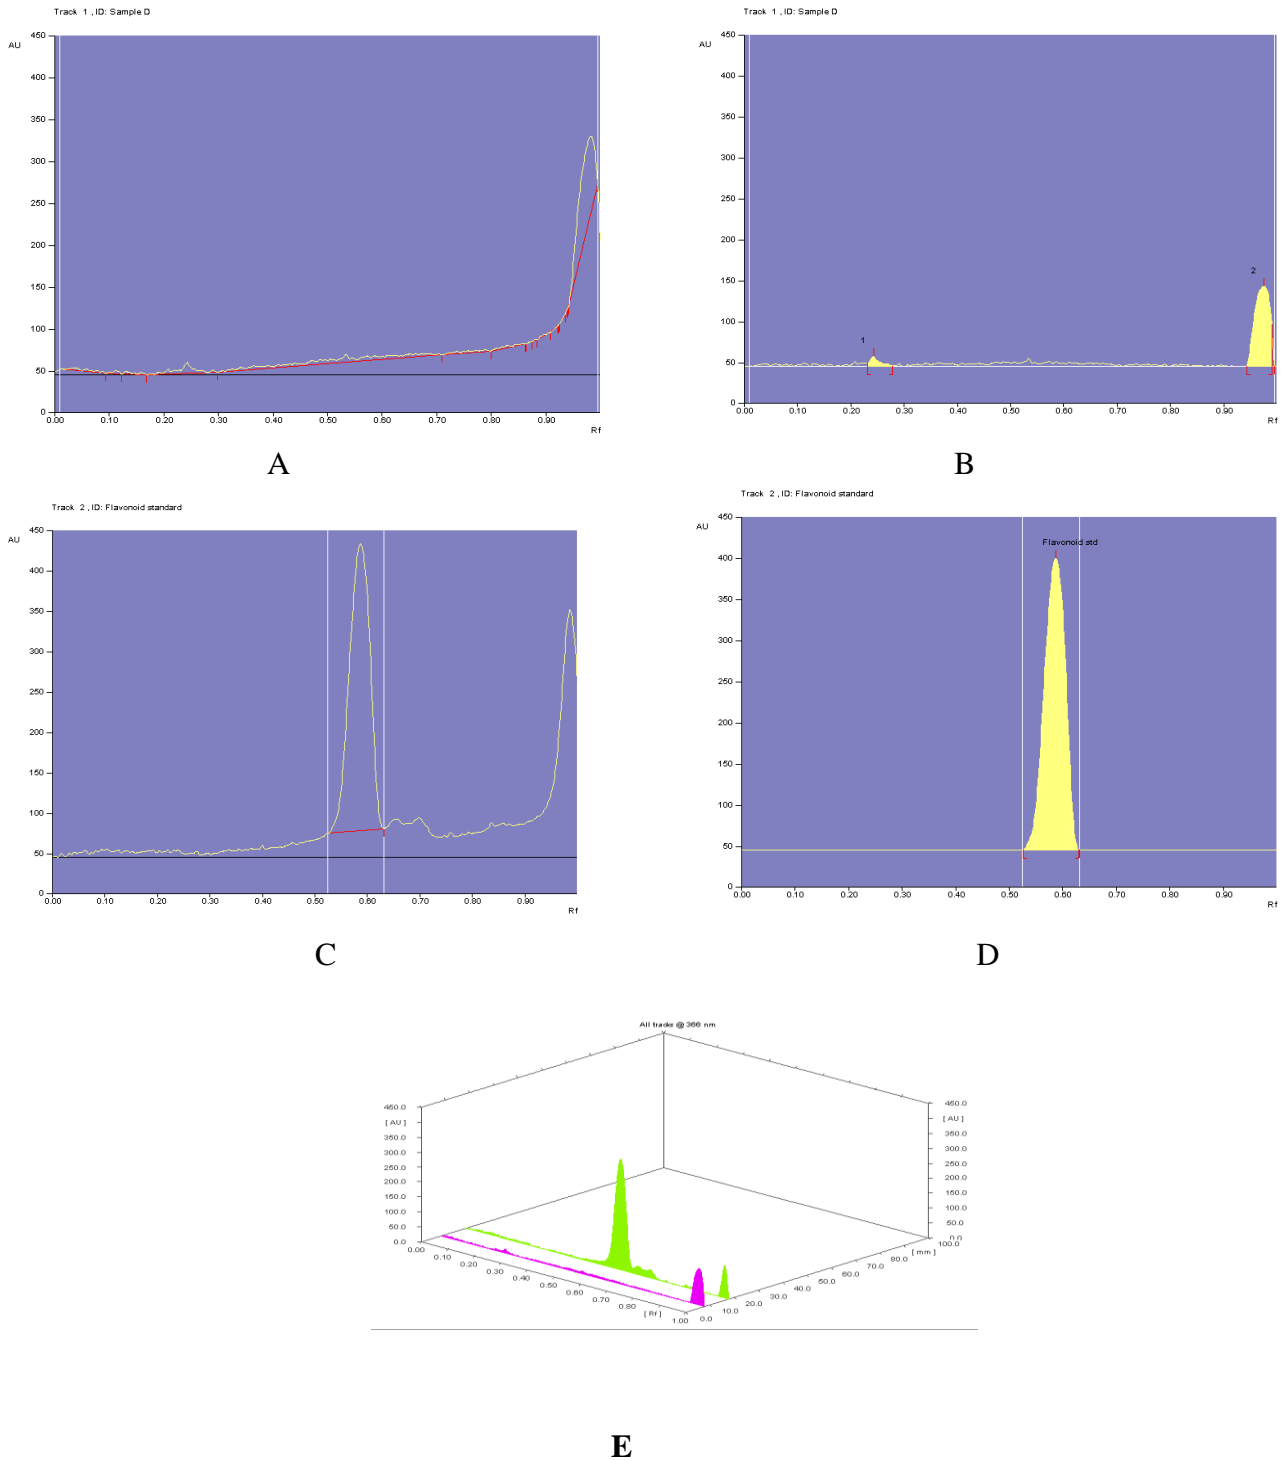 Track 1 , ID: Sample D
AU
450
400
350
300
250
200
150
100
50
0
0.00 0.10 0.20 0.30 0.40 0.50 0.60 0.70 0.80 0.90
Rf
A
Track 1 , ID: Sample D
AU
450
400
350
300
250
200
150
100
50
0
1
2
0.00 0.10 0.20 0.30 0.40 0.50 0.60 0.70 0.80 0.90
Rf
B
Track 2 , ID: Flavonoid standard
AU
450
400
350
300
250
200
150
100
50
0
0.00 0.10 0.20 0.30 0.40 0.50 0.60 0.70 0.80 0.90
Rf
C
Track 2 , ID: Flavonoid standard
AU
450
400
350
300
250
200
150
100
50
0
Flavonoid std
0.00 0.10 0.20 0.30 0.40 0.50 0.60 0.70 0.80 0.90
Rf
D
All tracks @ 366 nm
450.0
[ AU ]
350.0
300.0
250.0
200.0
150.0
100.0
50.0
0.0
0.00 0.10 0.20 0.30 0.40 0.50 0.60 0.70 0.80 [ Rf ] 1.00
0.0 10.0 20.0 30.0 40.0 50.0 60.0 70.0 80.0 [ mm ] 100.0
450.0
[ AU ]
350.0
300.0
250.0
200.0
150.0
100.0
50.0
0.0
E